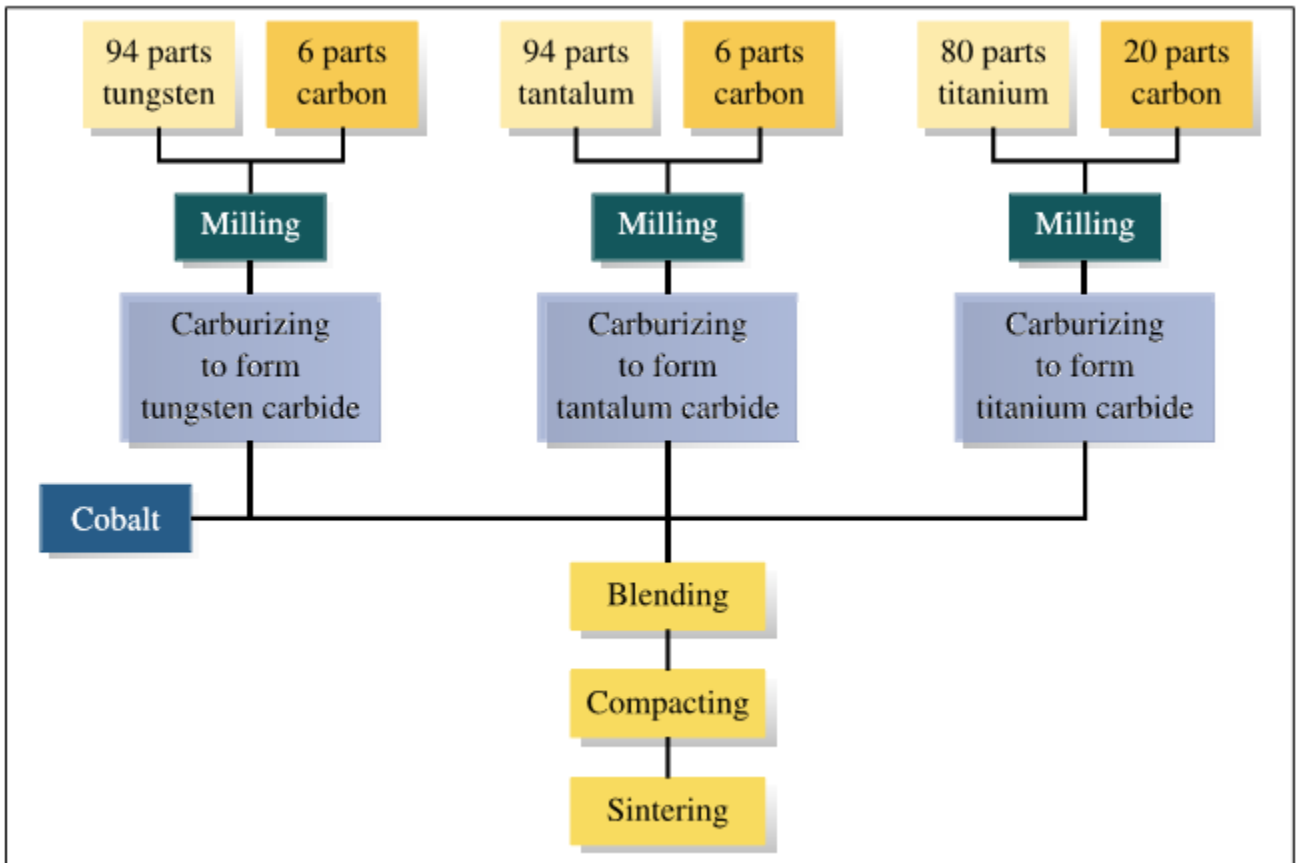 94 parts
tungsten
6 parts
carbon
94 parts
tantalum
6 parts
carbon
80 parts
titanium
20 parts
carbon
Milling
Milling
Milling
Carburizing
to form
tungsten carbide
Carburizing
to form
tantalum carbide
Carburizing
to form
titanium carbide
Cobalt
Blending
Compacting
Sintering